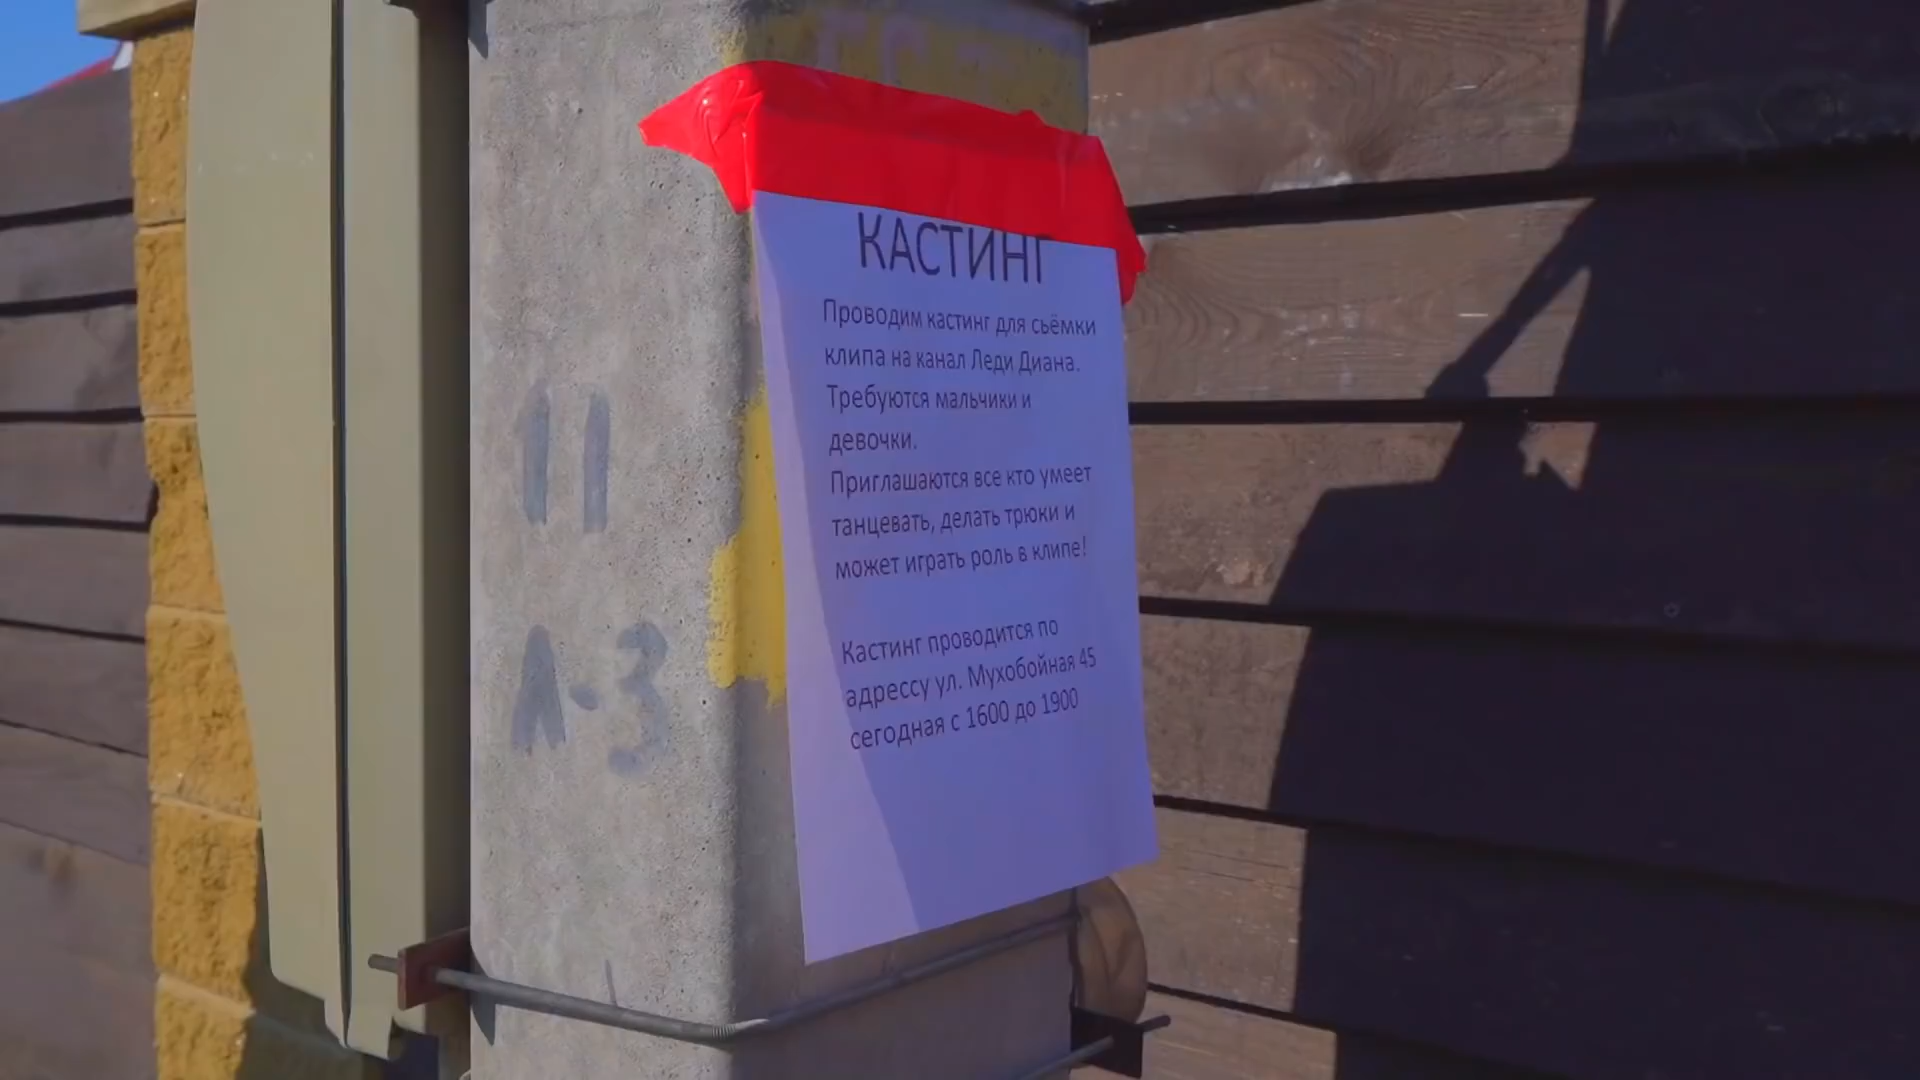 КАСТИНГ
Проводим кастинг для сьёмки
клипа на канал Леди Диана.
Требуются мальчики и
девочки.
Приглашаются все кто умеет
танцевать, делать трюки и
может играть роль в клипе!
Кастинг проводится по
адрессу ул. Мухобойная 45
сегодная с 1600 до 1900
11
Л-3